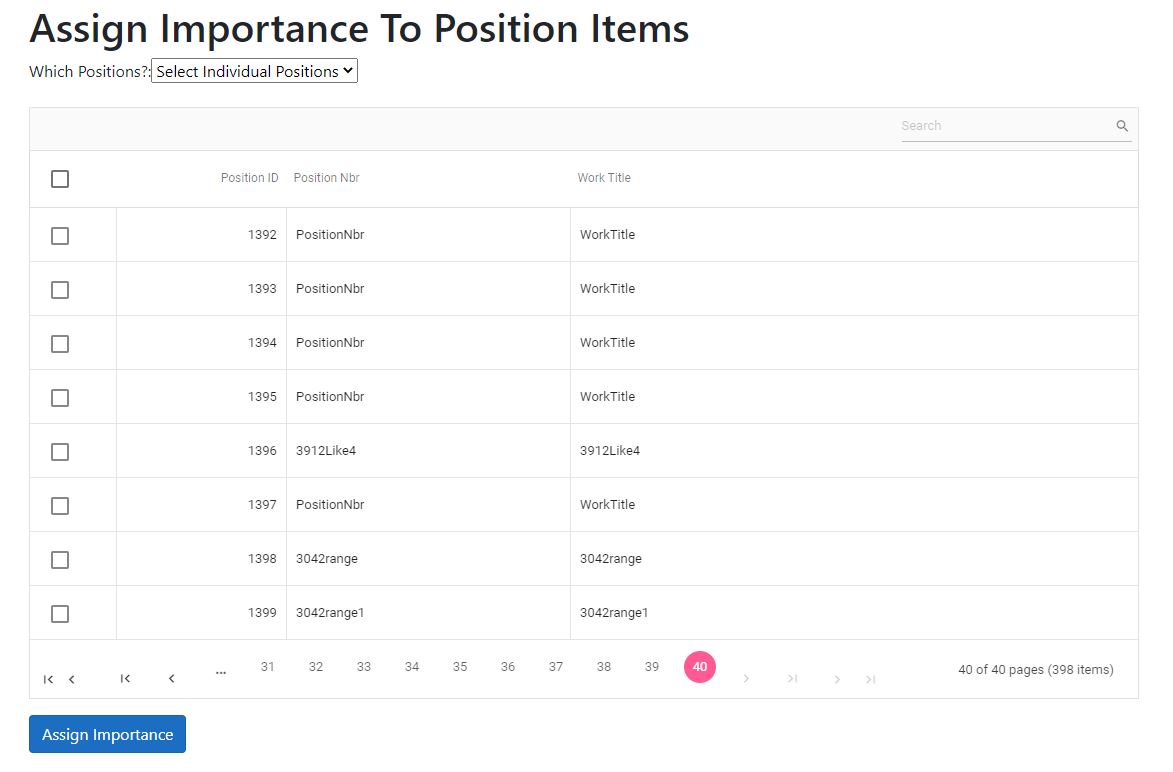 Assign Importance To Position Items
Which Positions?: Select Individual Positions
Search
Position ID Position Nbr Work Title
1392 PositionNbr WorkTitle
1393 PositionNbr WorkTitle
1394 PositionNbr WorkTitle
1395 PositionNbr WorkTitle
1396 3912Like4 3912Like4
1397 PositionNbr WorkTitle
1398 3042range 3042range
1399 3042range1 3042range1
... 31 32 33 34 35 36 37 38 39 40 40 of 40 pages (398 items)
Assign Importance